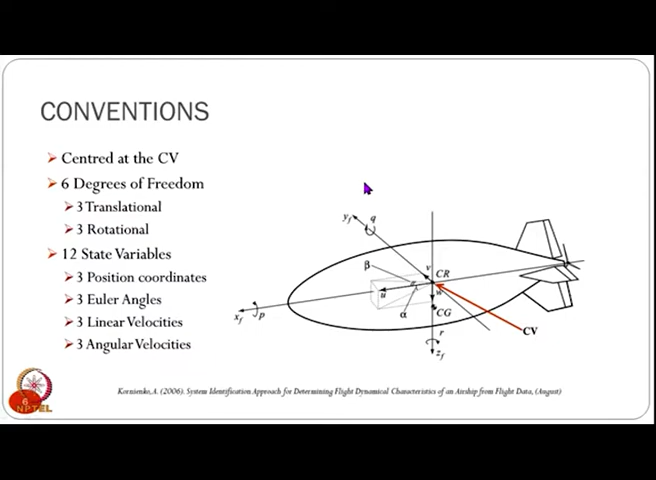 CONVENTIONS
Centred at the CV
6 Degrees of Freedom
3 Translational
3 Rotational
12 State Variables
3 Position coordinates
3 Euler Angles
3 Linear Velocities
3 Angular Velocities
y_f q
β v CR
u w
α CG
x_f p r CV
z_f
Kornienko, A. (2006). System Identification Approach for Determining Flight Dynamical Characteristics of an Airship from Flight Data, (August)
6
NPTEL